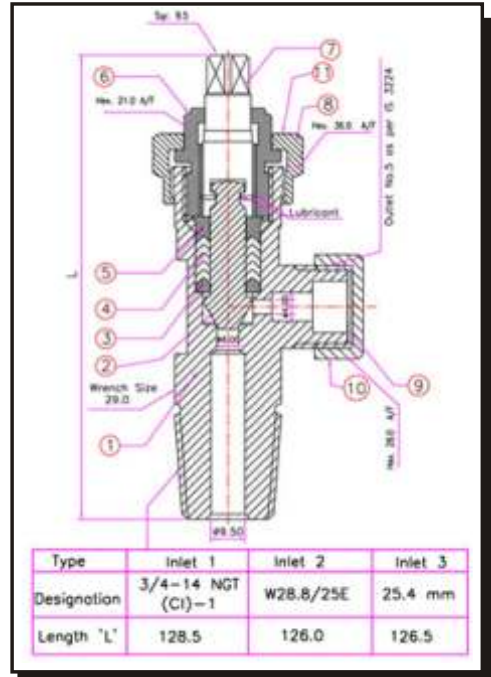 Sqr. 9.5
7
6
11
8
Hex. 21.0 A/F
Hex. 36.0 A/F
Outlet No.5 as per IS 3224
Lubricant
L
5
4
3
2
Wrench Size
29.0
1
10
9
Hex. 28.0 A/F
ø9.50
Type Inlet 1 Inlet 2 Inlet 3
Designation 3/4-14 NGT (CI)-1 W28.8/25E 25.4 mm
Length 'L' 128.5 126.0 126.5